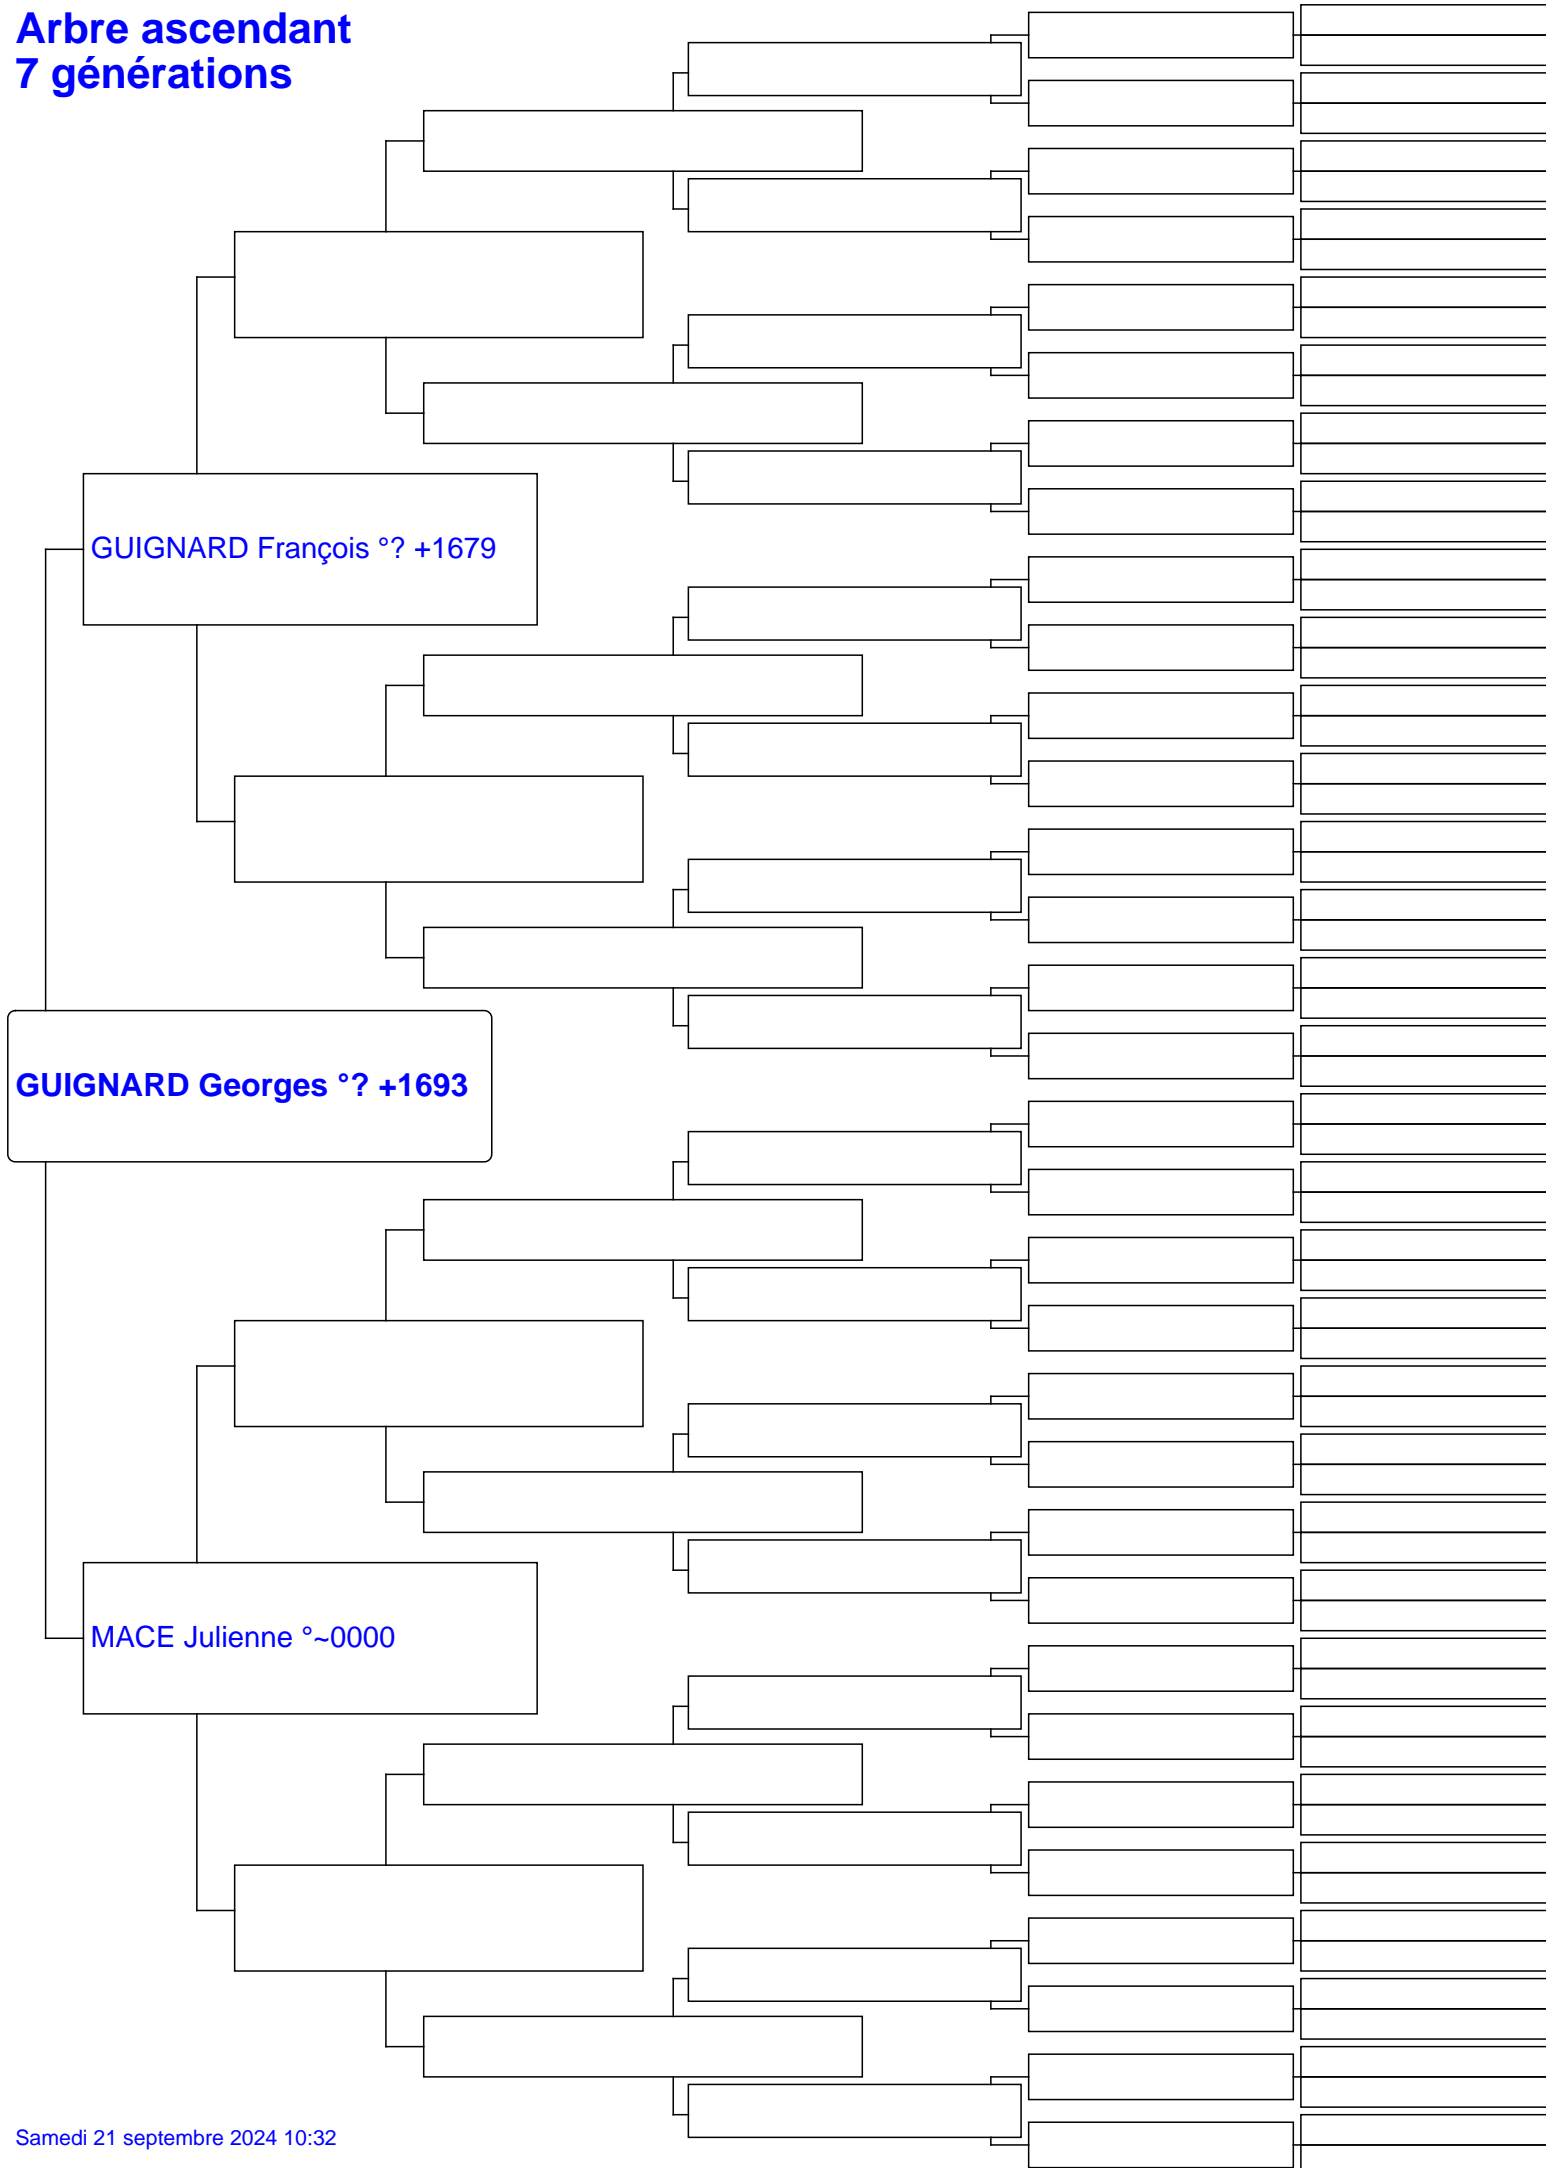 Arbre ascendant
7 générations
GUIGNARD François °? +1679
GUIGNARD Georges °? +1693
MACE Julienne °~0000
Samedi 21 septembre 2024 10:32